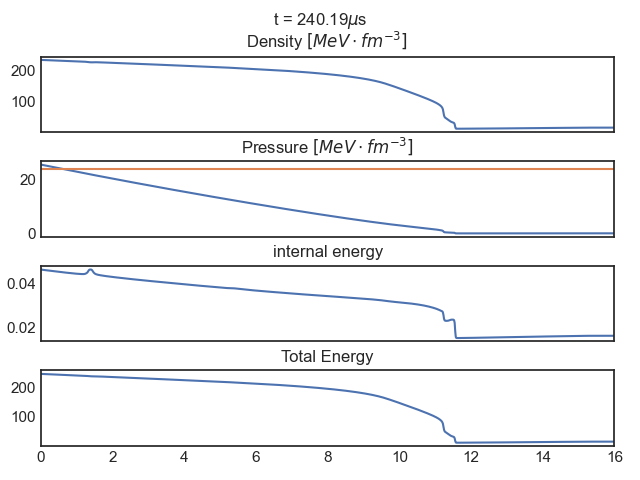 t = 240.19μs
Density [MeV · fm⁻³]
200
100
Pressure [MeV · fm⁻³]
20
0
internal energy
0.04
0.02
Total Energy
200
100
0 2 4 6 8 10 12 14 16